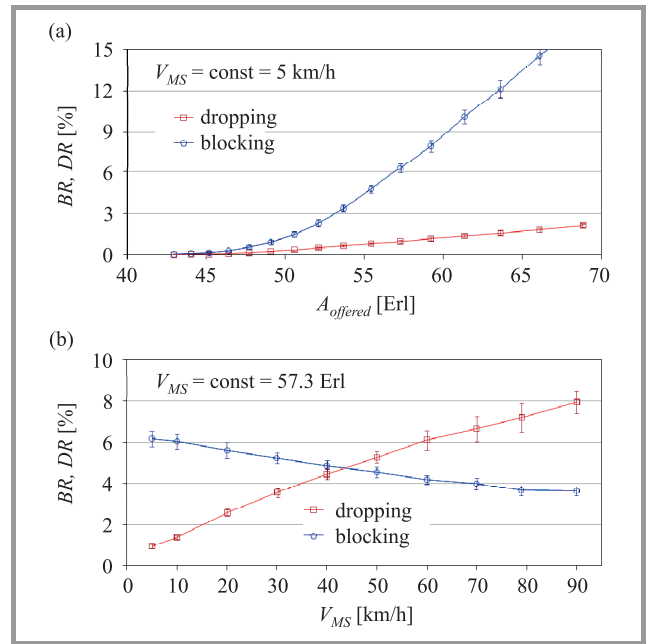 (a)
15
12
9
6
3
0
BR, DR [%]
V_MS = const = 5 km/h
dropping
blocking
40 45 50 55 60 65 70
A_offered [Erl]
(b)
10
8
6
4
2
0
BR, DR [%]
V_MS = const = 57.3 Erl
dropping
blocking
0 10 20 30 40 50 60 70 80 90
V_MS [km/h]